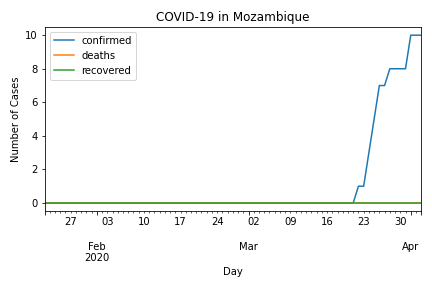 COVID-19 in Mozambique
confirmed
deaths
recovered
Number of Cases
10
8
6
4
2
0
27 03 10 17 24 02 09 16 23 30
Feb Mar Apr
2020
Day